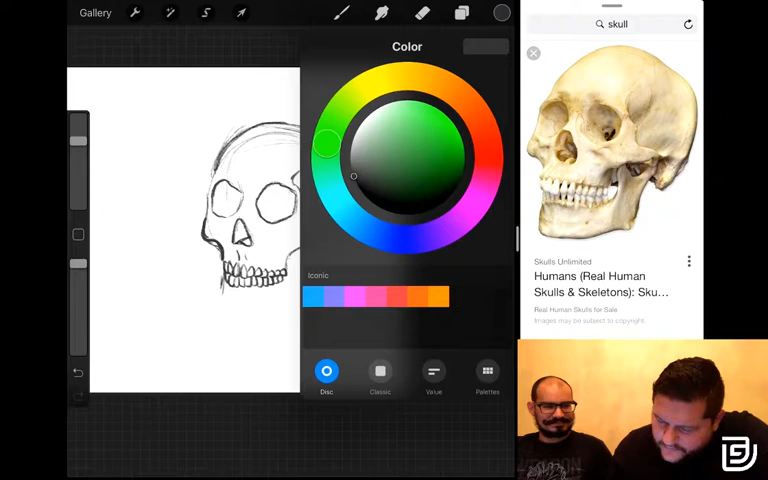 Gallery
Color
Iconic
Disc
Classic
Value
Palettes
skull
Skulls Unlimited
Humans (Real Human
Skulls & Skeletons): Sku...
Real Human Skulls for Sale
Images may be subject to copyright.